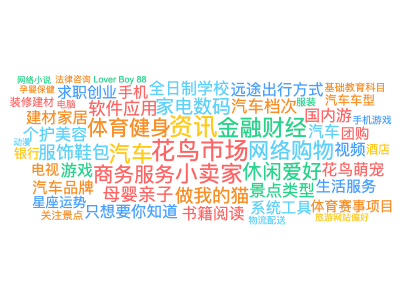 网络小说 法律咨询 Lover Boy 88
孕婴保健 求职创业 手机 全日制学校 远途出行方式 基础教育科目
装修建材 电脑 软件应用 家电数码 汽车档次 服装 汽车车型
建材家居 体育健身 资讯 金融财经 国内游 手机游戏
动漫 个护美容 汽车 团购
银行 服饰鞋包 汽车 花鸟市场 网络购物 视频 酒店
电视 游戏 商务服务 小卖家 休闲爱好 花鸟萌宠
汽车品牌 母婴亲子 做我的猫 景点类型 生活服务
星座运势 只想要你知道 书籍阅读 系统工具 体育赛事项目
关注景点 物流配送 旅游网站偏好